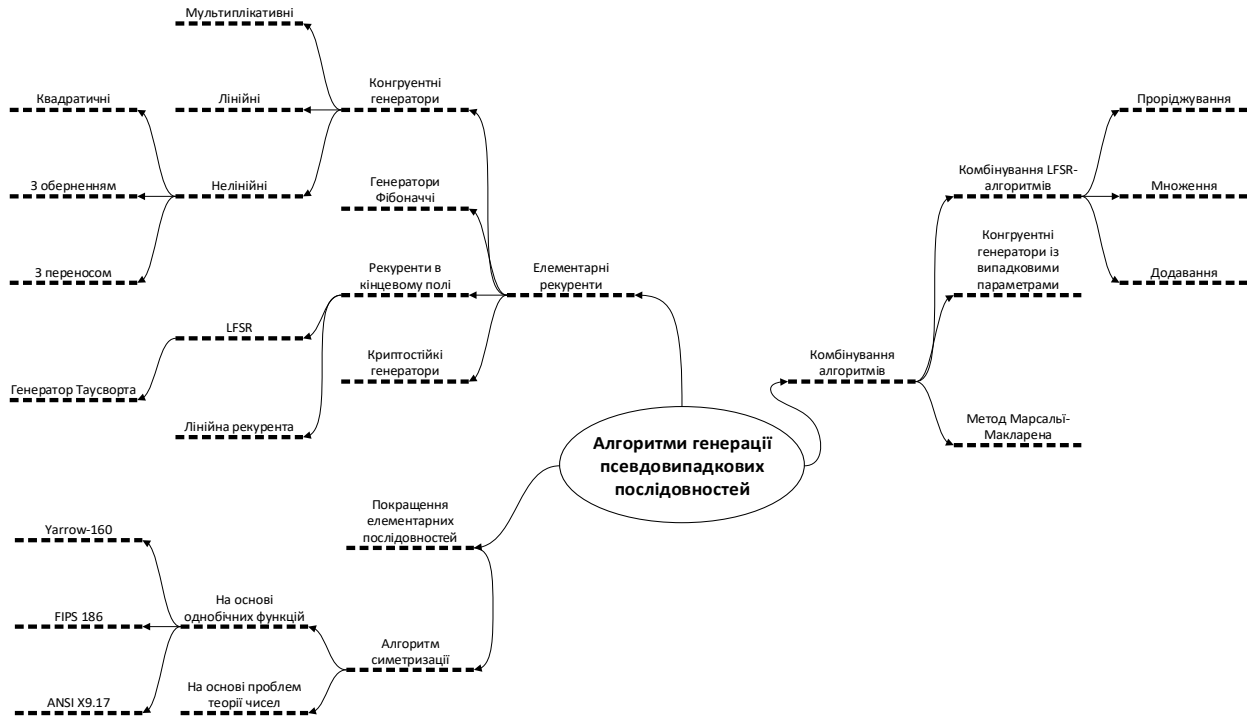 Мультиплікативні
Конгруентні
генератори
Лінійні
Квадратичні
З оберненням
Нелінійні
З переносом
Генератори
Фібоначчі
Рекуренти в
кінцевому полі
Елементарні
рекуренти
LFSR
Генератор Таусворта
Криптостійкі
генератори
Лінійна рекурента
Проріджування
Комбінування LFSR-
алгоритмів
Множення
Конгруентні
генератори із
випадковими
параметрами
Додавання
Комбінування
алгоритмів
Метод Марсальї-
Макларена
Алгоритми генерації
псевдовипадкових
послідовностей
Покращення
елементарних
послідовностей
Yarrow-160
На основі
однобічних функцій
FIPS 186
Алгоритм
симетризації
На основі проблем
теорії чисел
ANSI X9.17